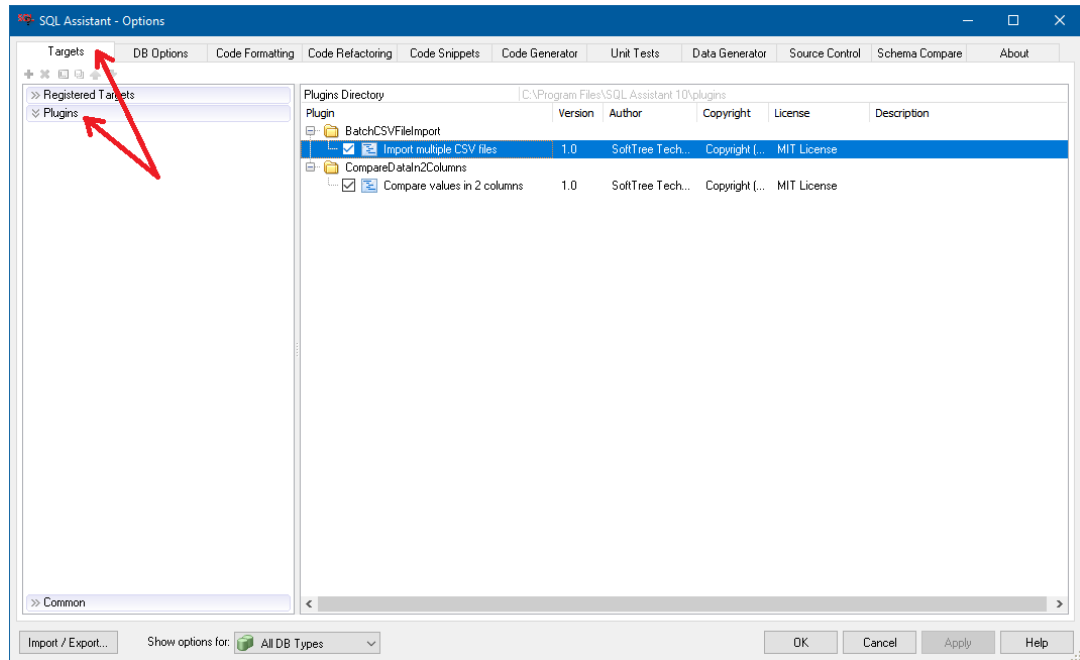 SQL Assistant - Options
Targets DB Options Code Formatting Code Refactoring Code Snippets Code Generator Unit Tests Data Generator Source Control Schema Compare About
Registered Targets
Plugins
Common
Plugins Directory C:\Program Files\SQL Assistant 10\plugins
Plugin Version Author Copyright License Description
BatchCSVFileImport
Import multiple CSV files 1.0 SoftTree Tech... Copyright (... MIT License
CompareDataIn2Columns
Compare values in 2 columns 1.0 SoftTree Tech... Copyright (... MIT License
Import / Export... Show options for: All DB Types OK Cancel Apply Help